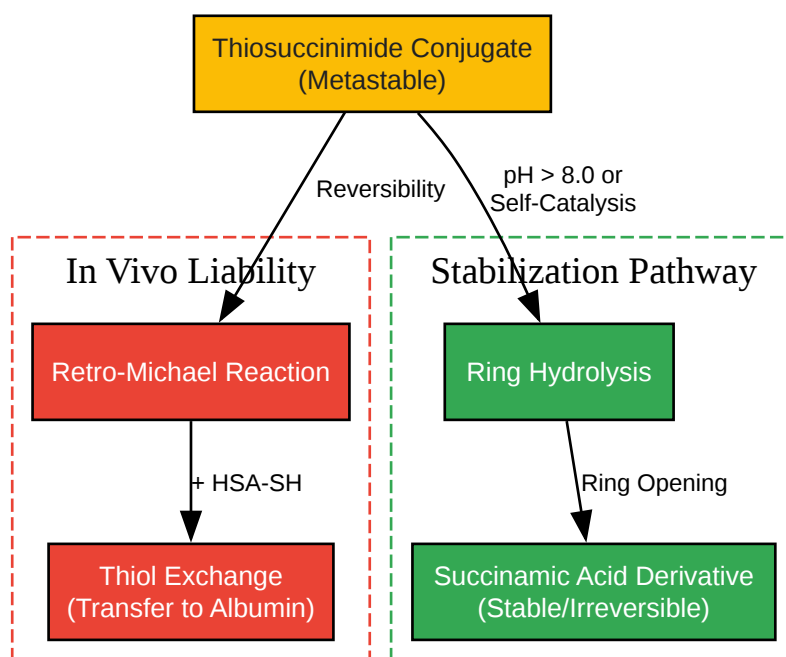 Thiosuccinimide Conjugate
(Metastable)
Reversibility
pH > 8.0 or
Self-Catalysis
In Vivo Liability
Stabilization Pathway
Retro-Michael Reaction
Ring Hydrolysis
+ HSA-SH
Ring Opening
Thiol Exchange
(Transfer to Albumin)
Succinamic Acid Derivative
(Stable/Irreversible)